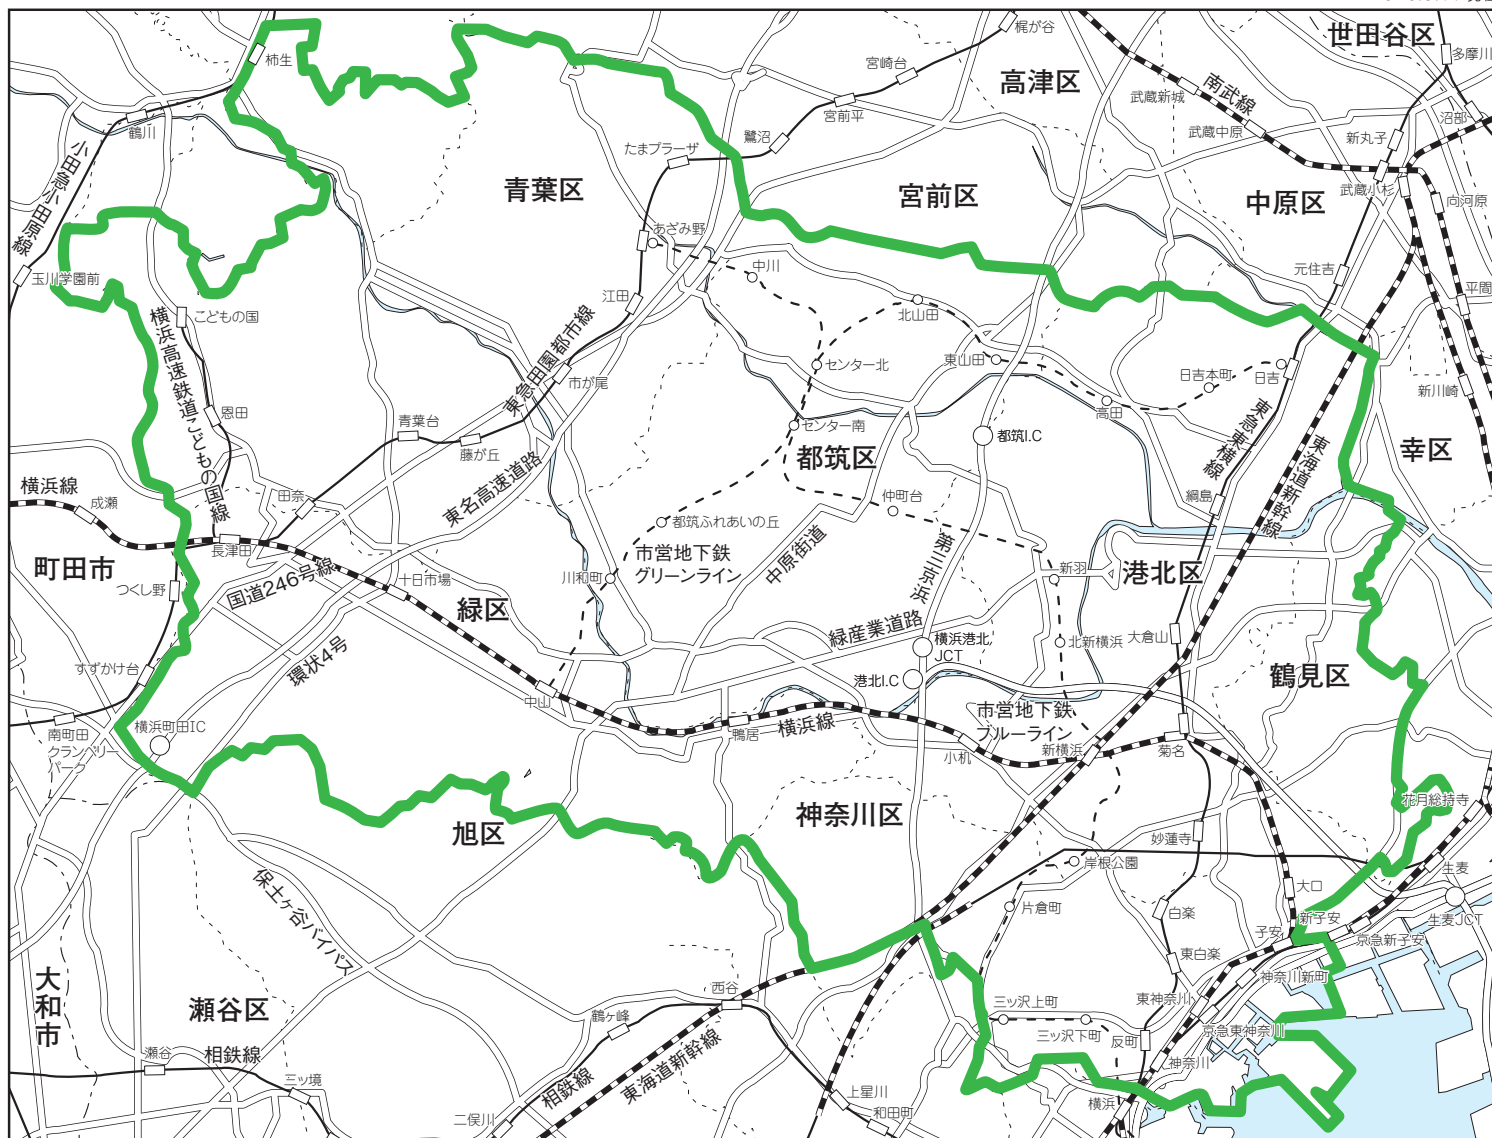 世田谷区
多摩川
沼部
梶が谷
柿生
宮崎台
高津区
南武線
武蔵新城
武蔵中原
宮前平
鷺沼
新丸子
鶴川
たまプラーザ
武蔵小杉
向河原
小田急小田原線
青葉区
宮前区
中原区
あざみ野
中川
元住吉
平間
玉川学園前
江田
北山田
こどもの国
横浜高速鉄道こどもの国線
東急田園都市線
センター北
東山田
日吉本町
日吉
市が尾
新川崎
恩田
青葉台
藤が丘
センター南
高田
都筑I.C
都筑区
東急東横線
東海道新幹線
幸区
横浜線
成瀬
田奈
東名高速道路
仲町台
綱島
都筑ふれあいの丘
市営地下鉄
グリーンライン
中原街道
第三京浜
長津田
町田市
つくし野
国道246号線
十日市場
川和町
新羽
港北区
緑区
緑産業道路
横浜港北
JCT
北新横浜
大倉山
すずかけ台
環状4号
港北I.C
鶴見区
中山
南町田
クランベリー
パーク
横浜町田IC
鴨居
横浜線
市営地下鉄
ブルーライン
小机
新横浜
菊名
神奈川区
花月総持寺
旭区
妙蓮寺
岸根公園
生麦
保土ヶ谷バイパス
大口
片倉町
白楽
新子安
生麦JCT
子安
京急新子安
東白楽
神奈川新町
大和市
瀬谷区
西谷
鶴ヶ峰
三ッ沢上町
東神奈川
京急東神奈川
三ッ沢下町
反町
瀬谷
相鉄線
神奈川
三ッ境
相鉄線
東海道新幹線
上星川
和田町
横浜
二俣川